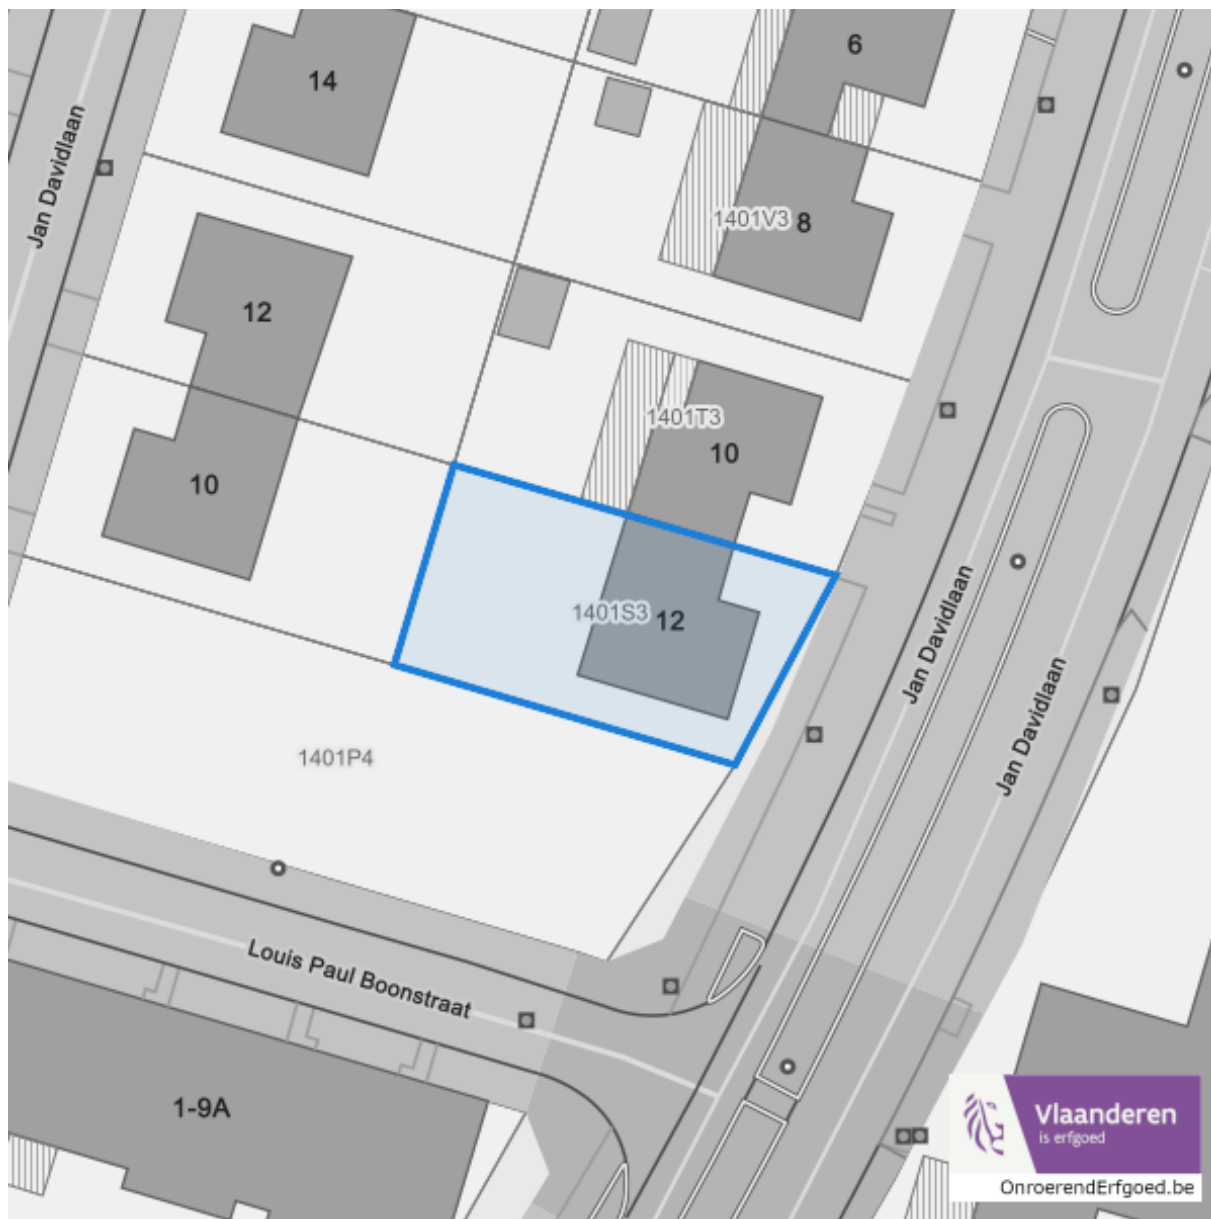 6
14
Jan Davidlaan
1401V3 8
12
1401T3
10
10
1401S3 12
Jan Davidlaan
Jan Davidlaan
1401P4
Louis Paul Boonstraat
1-9A
Vlaanderen
is erfgoed
OnroerendErfgoed.be